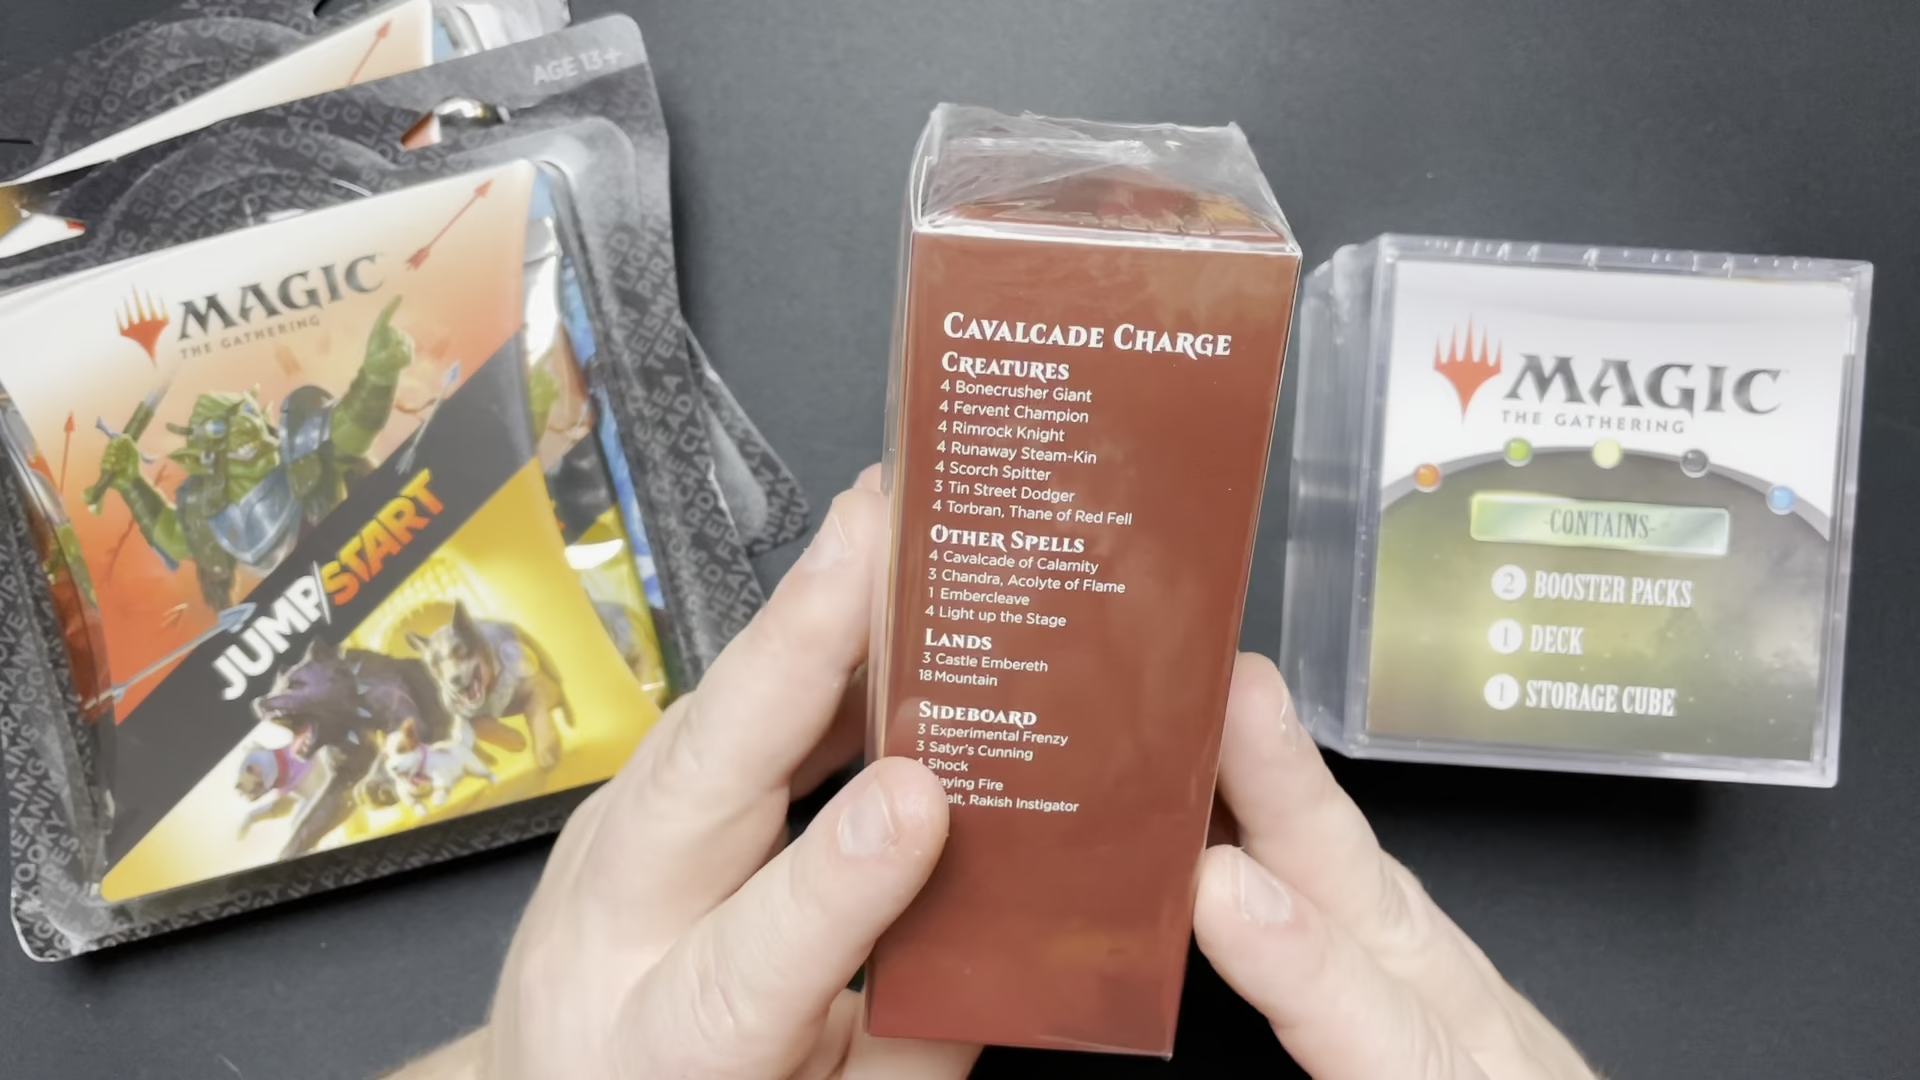 AGE 13+
MAGIC
THE GATHERING
JUMP/START
CAVALCADE CHARGE
CREATURES
4 Bonecrusher Giant
4 Fervent Champion
4 Rimrock Knight
4 Runaway Steam-Kin
4 Scorch Spitter
3 Tin Street Dodger
4 Torbran, Thane of Red Fell
OTHER SPELLS
4 Cavalcade of Calamity
3 Chandra, Acolyte of Flame
1 Embercleave
4 Light up the Stage
LANDS
3 Castle Embereth
18 Mountain
SIDEBOARD
3 Experimental Frenzy
3 Satyr's Cunning
4 Shock
Fire
Rakish Instigator
MAGIC
THE GATHERING
-CONTAINS-
2 BOOSTER PACKS
1 DECK
1 STORAGE CUBE